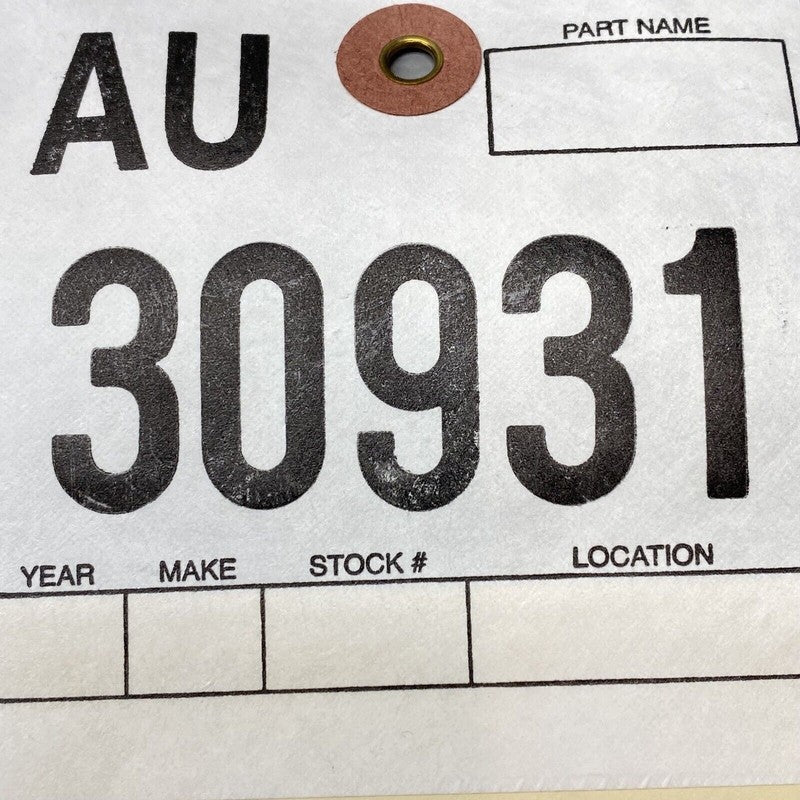 AU
PART NAME
30931
YEAR MAKE STOCK # LOCATION